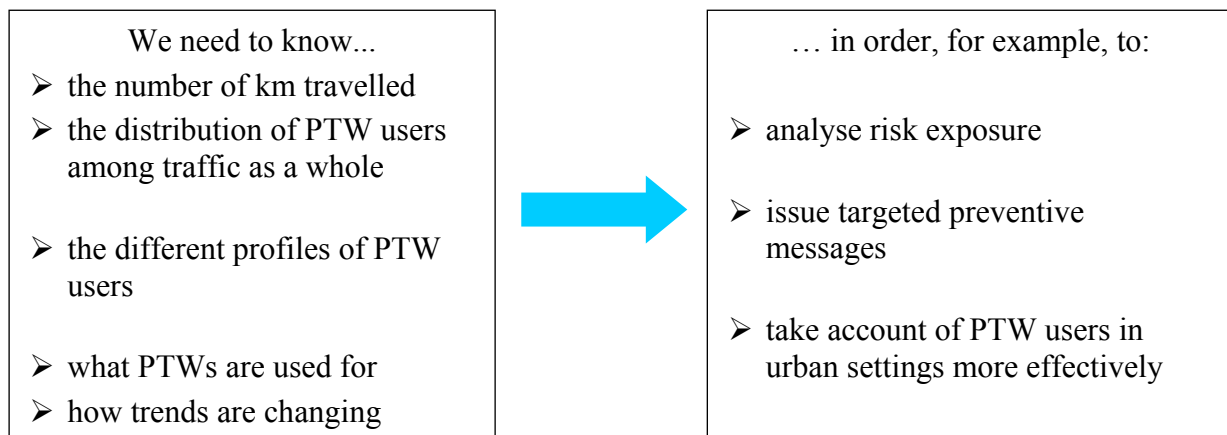 We need to know...
➢ the number of km travelled
➢ the distribution of PTW users
among traffic as a whole
➢ the different profiles of PTW
users
➢ what PTWs are used for
➢ how trends are changing
… in order, for example, to:
➢ analyse risk exposure
➢ issue targeted preventive
messages
➢ take account of PTW users in
urban settings more effectively